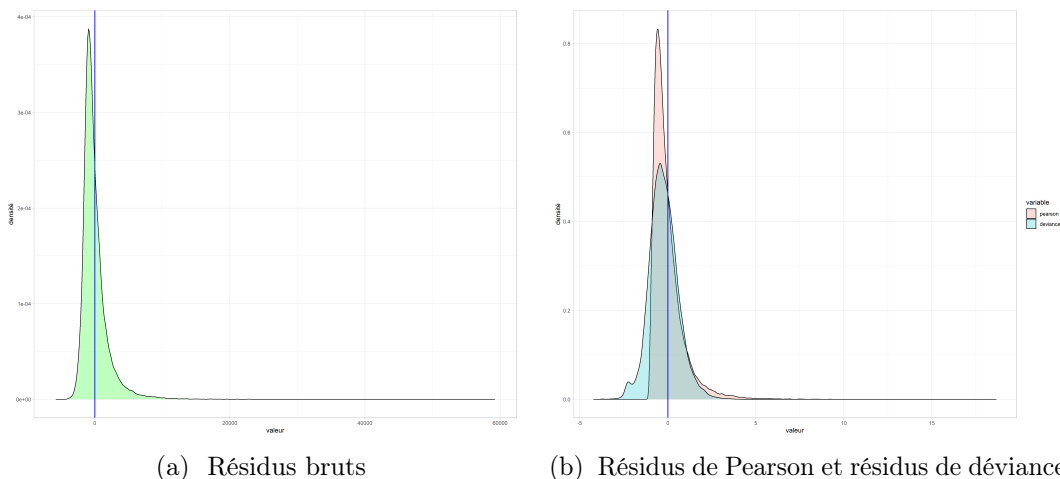 4e-04
3e-04
2e-04
1e-04
0e+00
densité
0
20000
40000
60000
valeur
(a) Résidus bruts
0.8
0.6
0.4
0.2
0.0
densité
-5
0
5
10
15
valeur
variable
pearson
deviance
(b) Résidus de Pearson et résidus de déviance